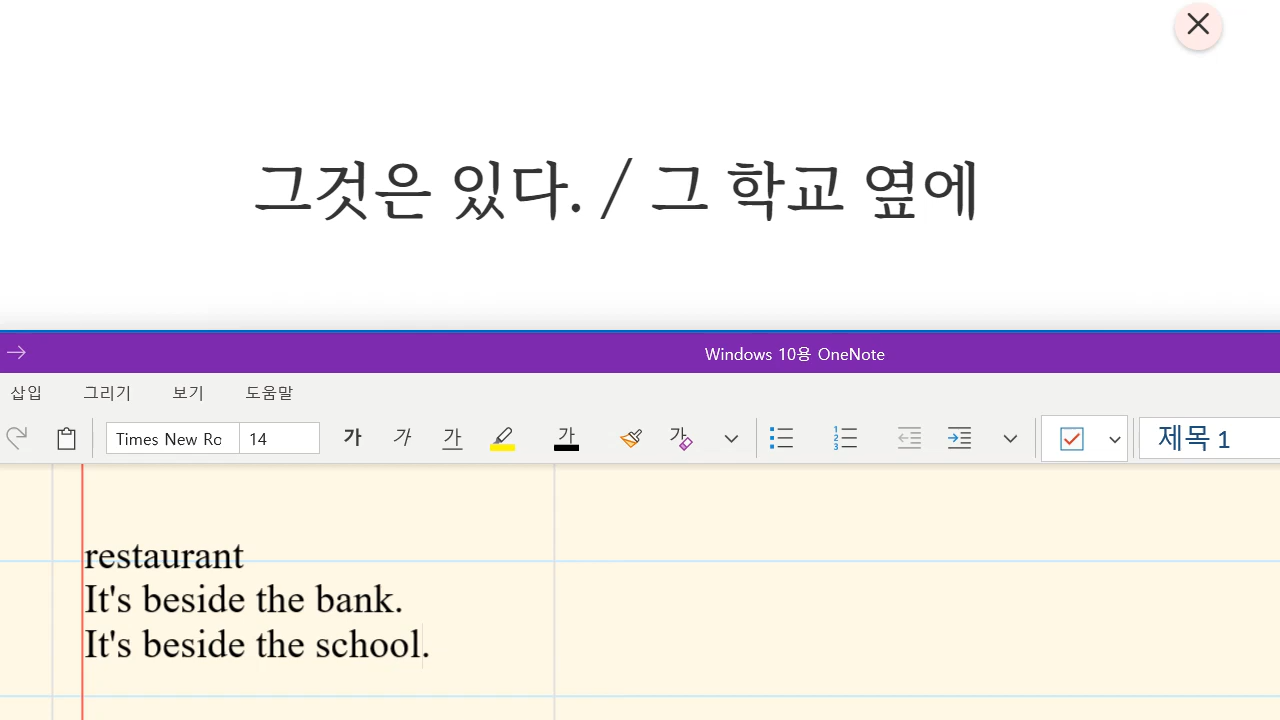 그것은 있다. / 그 학교 옆에
Windows 10용 OneNote
삽입 그리기 보기 도움말
Times New Ro 14 가 가 가 가 가 제목 1
restaurant
It's beside the bank.
It's beside the school.